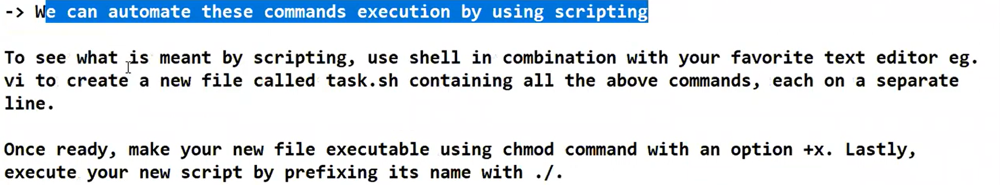 -> We can automate these commands execution by using scripting
To see what is meant by scripting, use shell in combination with your favorite text editor eg.
vi to create a new file called task.sh containing all the above commands, each on a separate
line.
Once ready, make your new file executable using chmod command with an option +x. Lastly,
execute your new script by prefixing its name with ./.